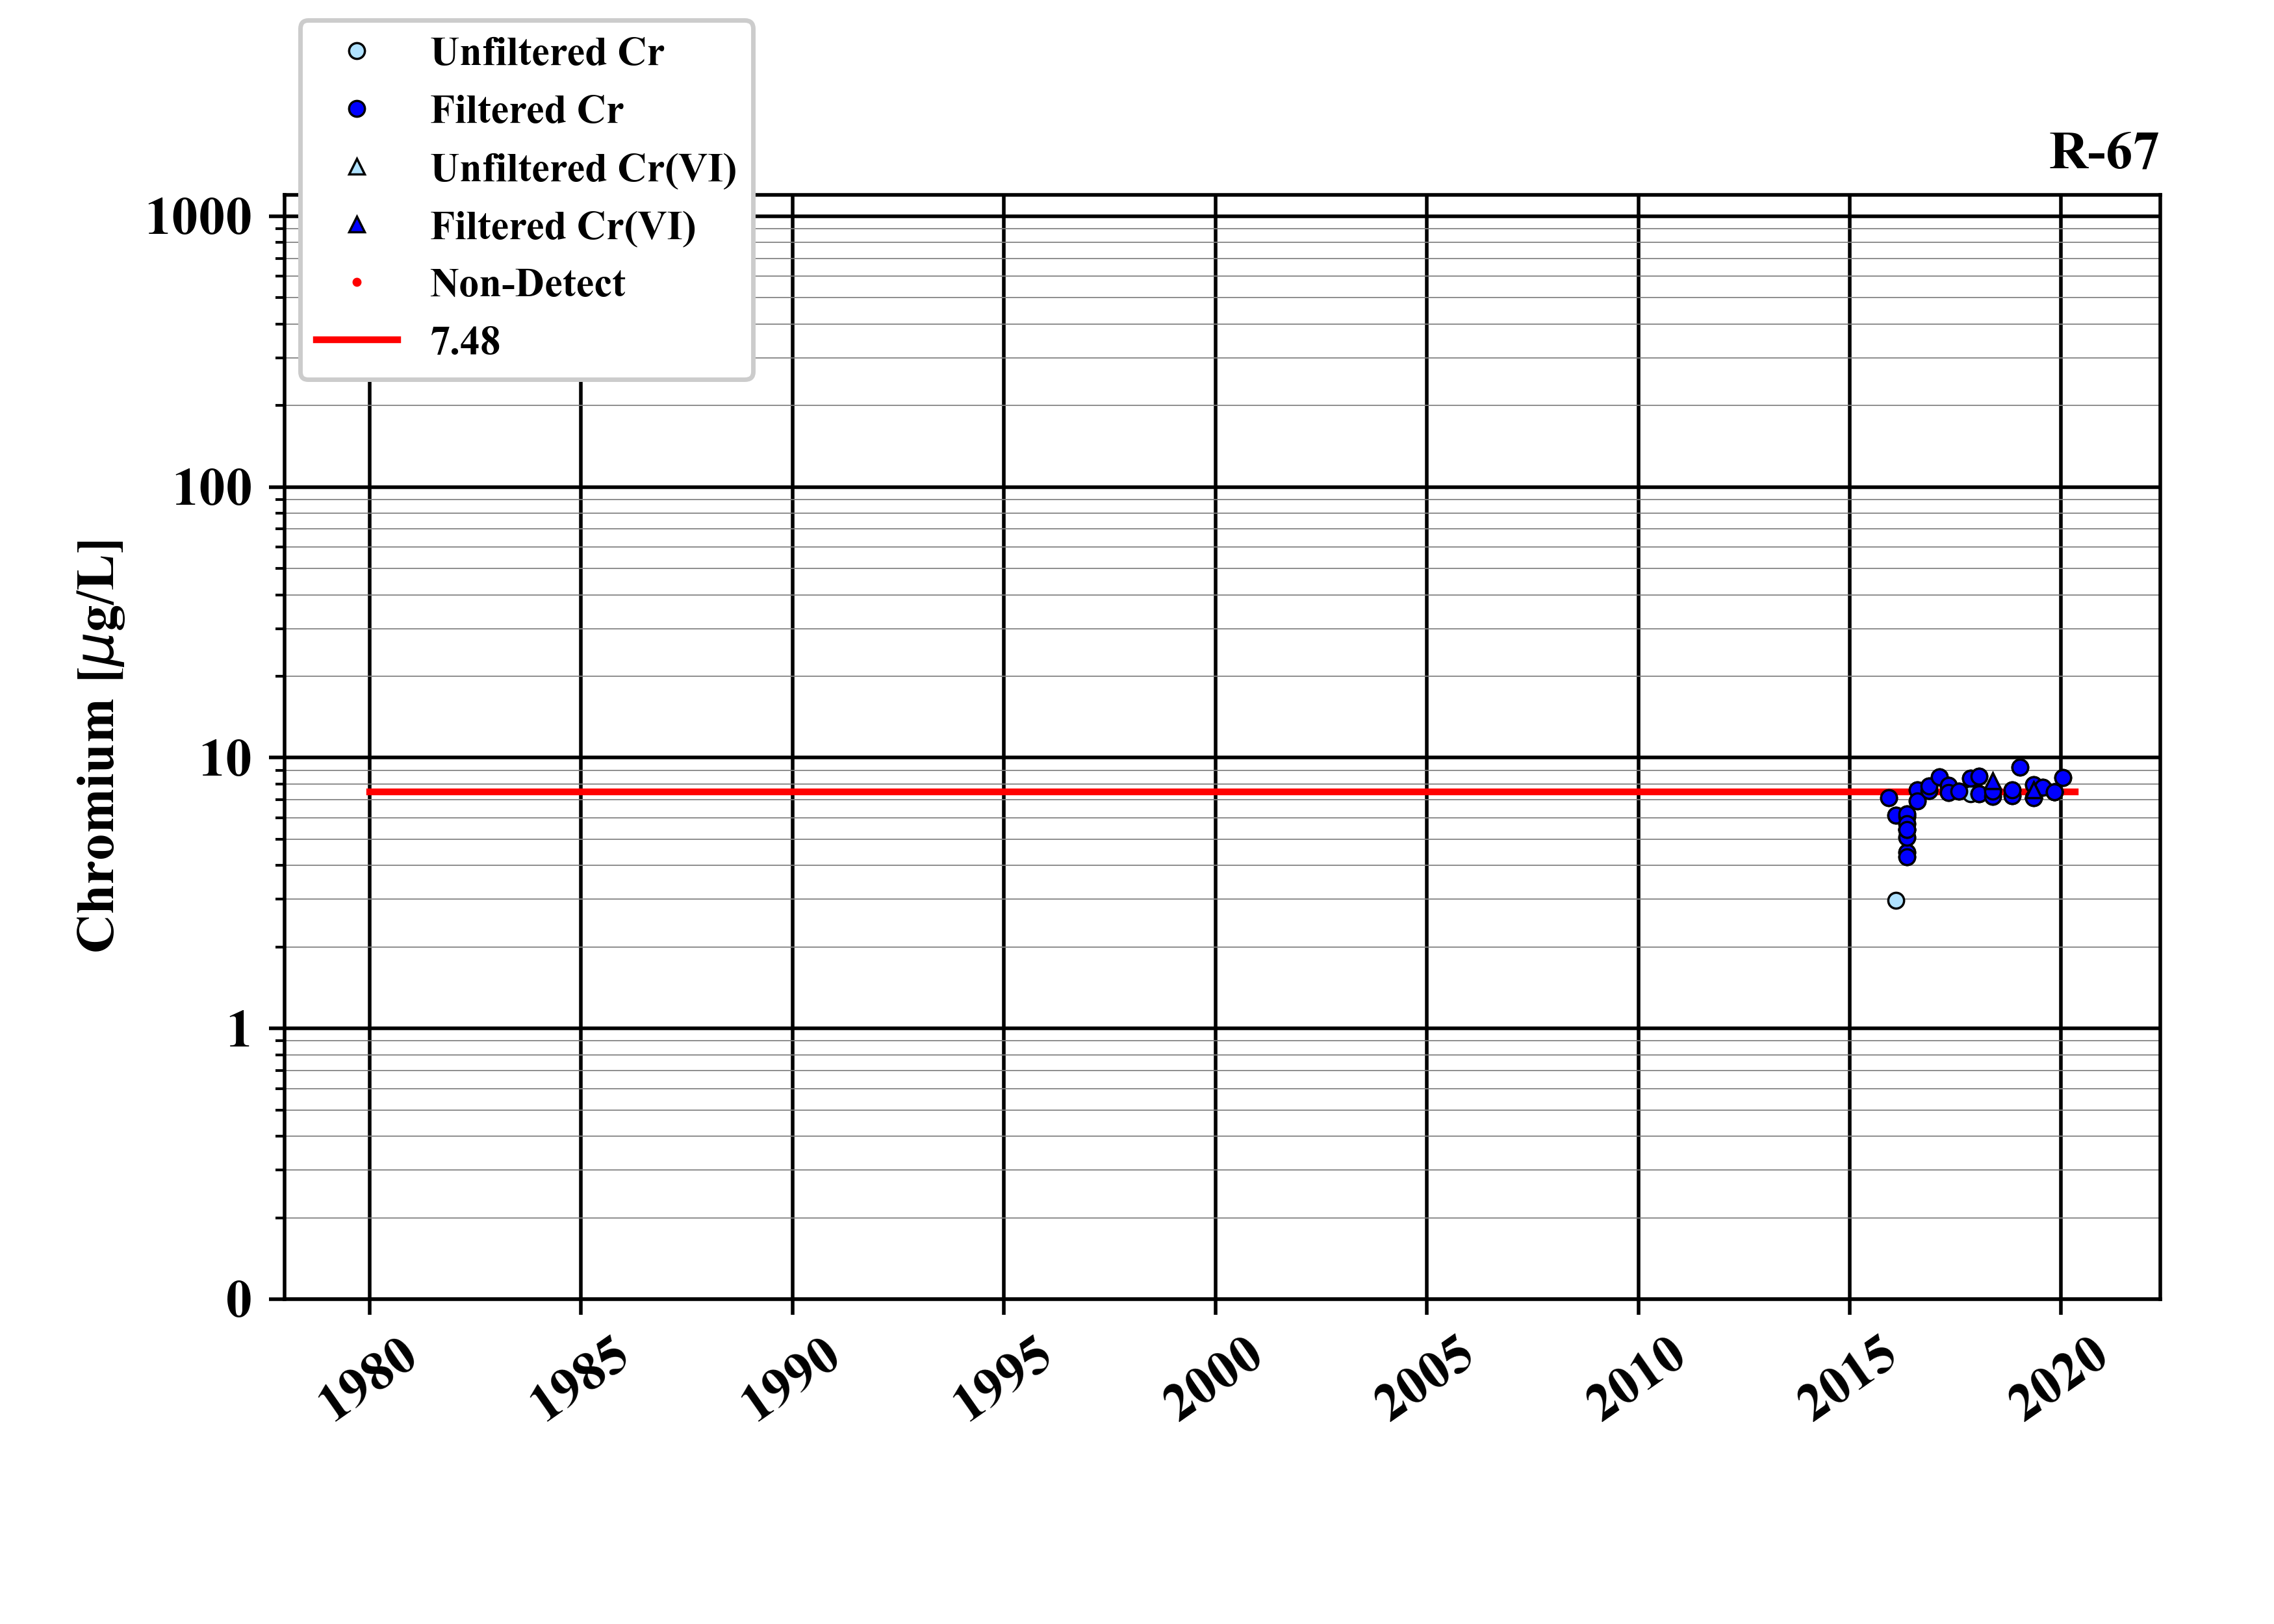 Unfiltered Cr
Filtered Cr
Unfiltered Cr(VI)
Filtered Cr(VI)
Non-Detect
7.48
R-67
1000
100
10
1
0
Chromium [μg/L]
1980
1985
1990
1995
2000
2005
2010
2015
2020